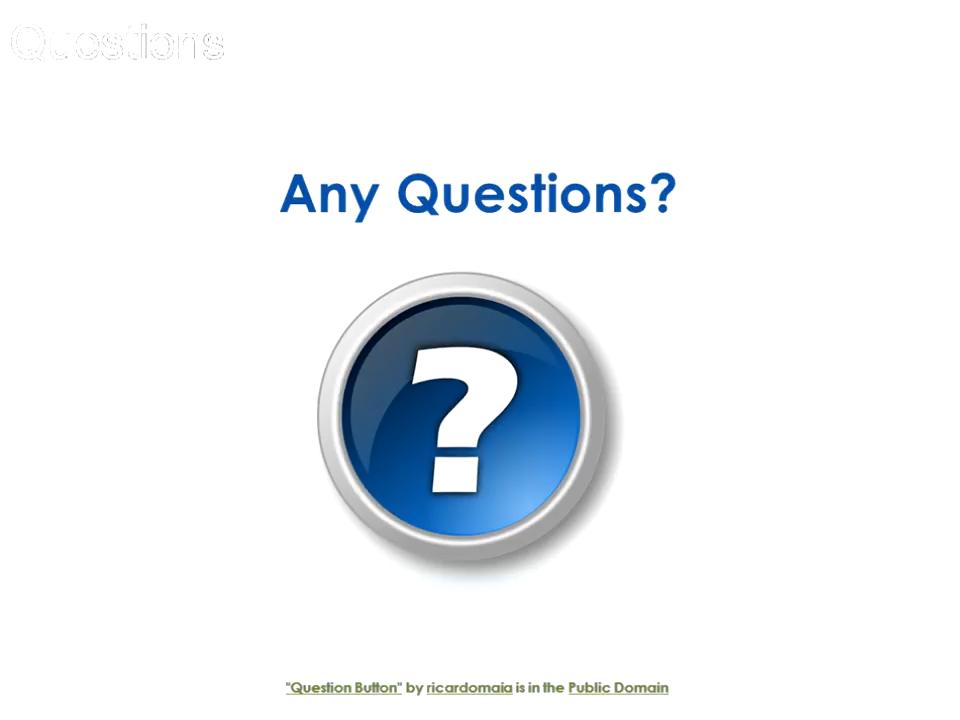 Questions
Any Questions?
?
"Question Button" by ricardomaia is in the Public Domain